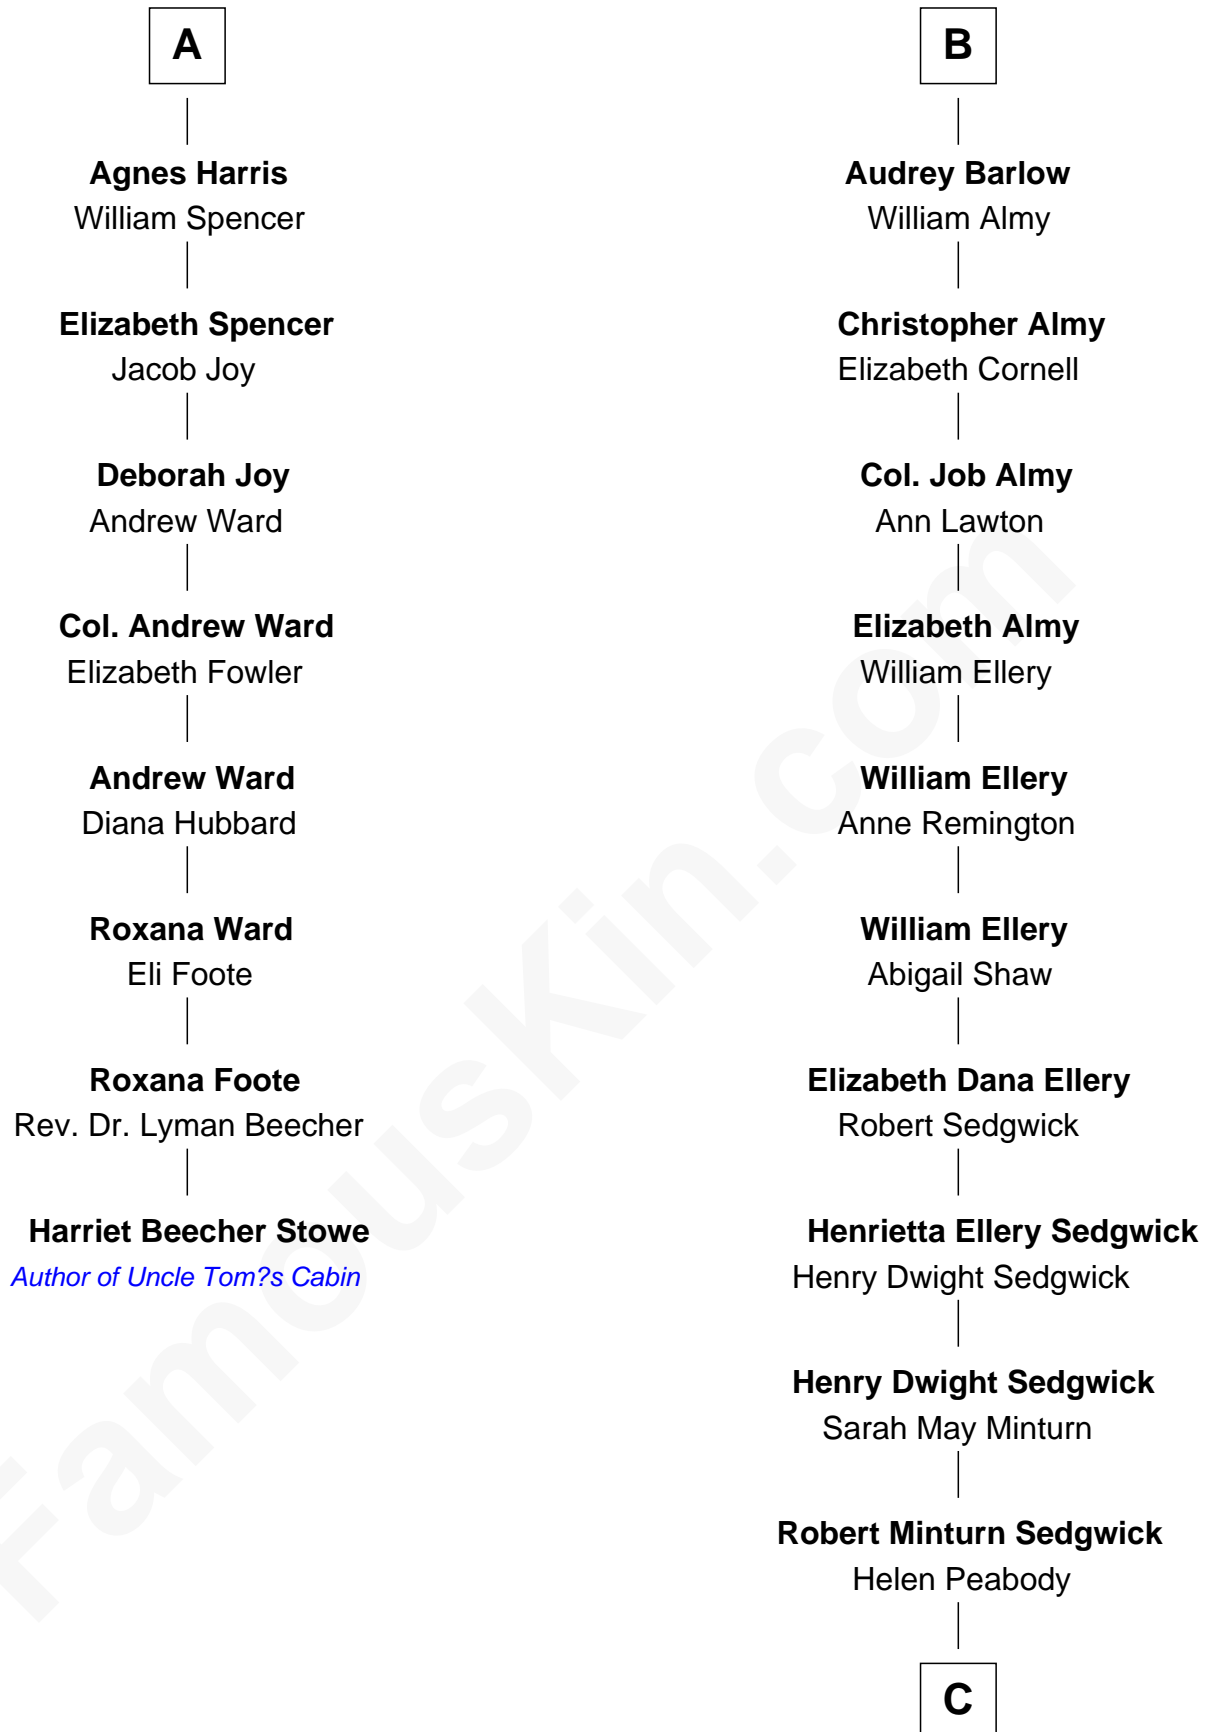 A
Agnes Harris
William Spencer
Elizabeth Spencer
Jacob Joy
Deborah Joy
Andrew Ward
Col. Andrew Ward
Elizabeth Fowler
Andrew Ward
Diana Hubbard
Roxana Ward
Eli Foote
Roxana Foote
Rev. Dr. Lyman Beecher
Harriet Beecher Stowe
Author of Uncle Tom?s Cabin
B
Audrey Barlow
William Almy
Christopher Almy
Elizabeth Cornell
Col. Job Almy
Ann Lawton
Elizabeth Almy
William Ellery
William Ellery
Anne Remington
William Ellery
Abigail Shaw
Elizabeth Dana Ellery
Robert Sedgwick
Henrietta Ellery Sedgwick
Henry Dwight Sedgwick
Henry Dwight Sedgwick
Sarah May Minturn
Robert Minturn Sedgwick
Helen Peabody
C
FamousKin.com